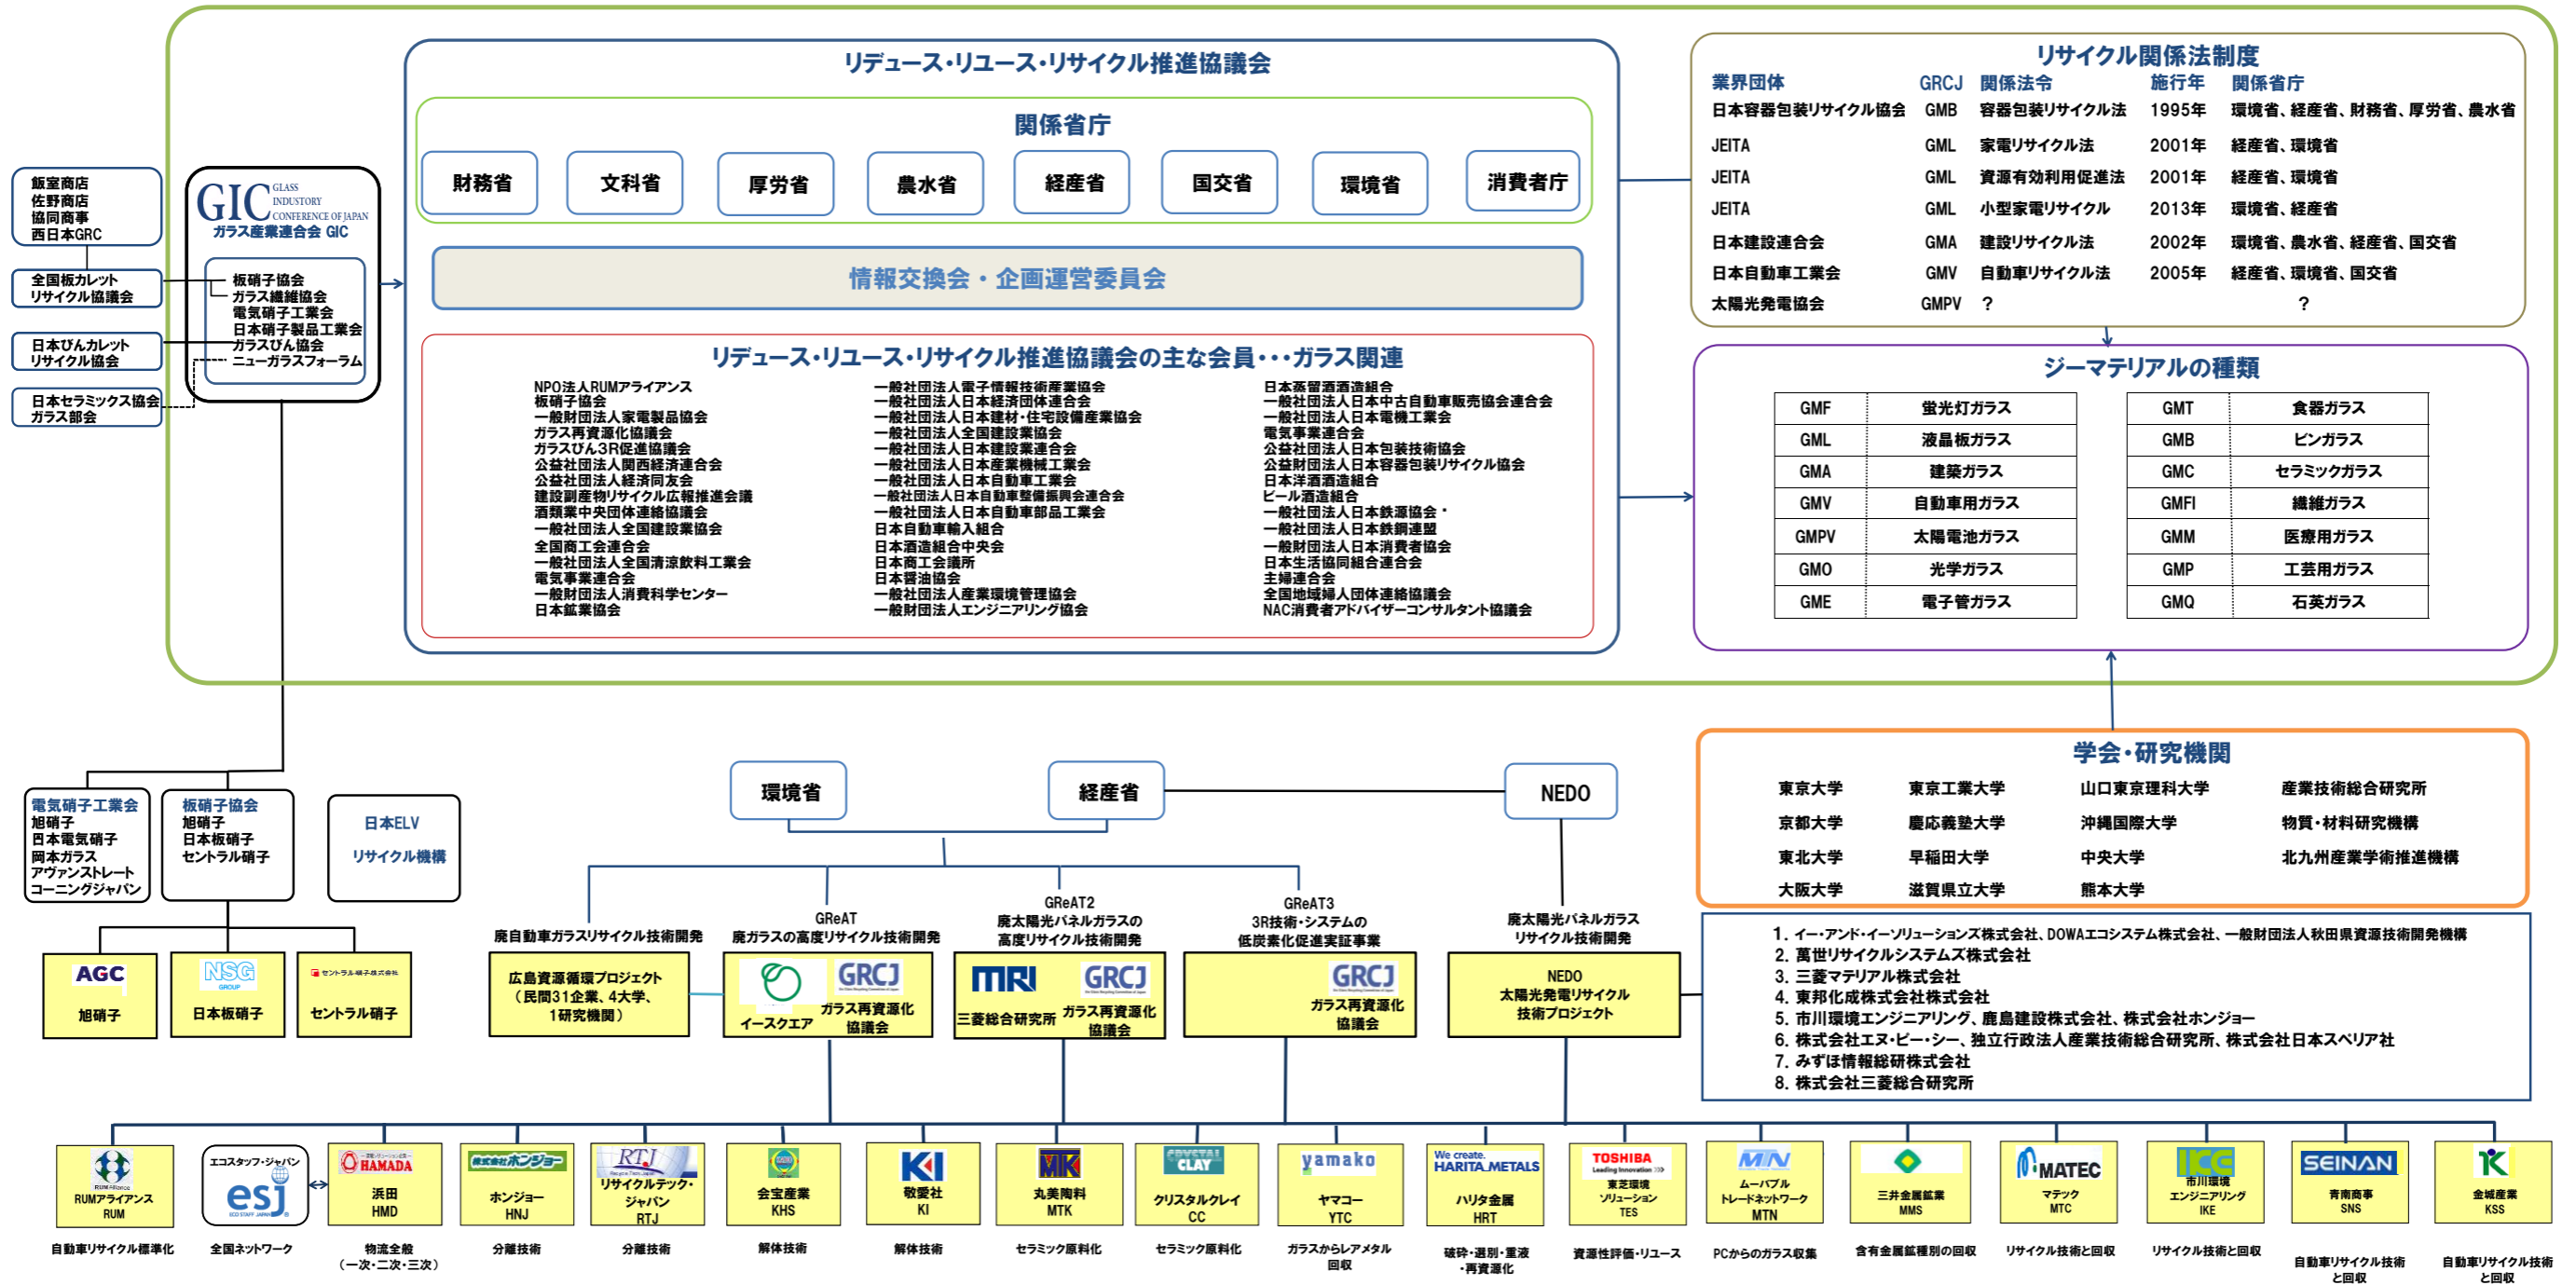 リデュース・リユース・リサイクル推進協議会
関係省庁
財務省
文科省
厚労省
農水省
経産省
国交省
環境省
消費者庁
情報交換会・企画運営委員会
リデュース・リユース・リサイクル推進協議会の主な会員・・・ガラス関連
NPO法人RUMアライアンス
板硝子協会
一般財団法人家電製品協会
ガラス再資源化協議会
ガラスびん3R促進協議会
公益社団法人関西経済連合会
公益社団法人経済同友会
建設副産物リサイクル広報推進会議
酒類業中央団体連絡協議会
一般社団法人全国建設業協会
全国商工会連合会
一般社団法人全国清涼飲料工業会
電気事業連合会
一般財団法人消費科学センター
日本鉱業協会
一般社団法人電子情報技術産業協会
一般社団法人日本経済団体連合会
一般社団法人日本建材・住宅設備産業協会
一般社団法人全国建設業協会
一般社団法人日本建設業連合会
一般社団法人日本産業機械工業会
一般社団法人日本自動車工業会
一般社団法人日本自動車整備振興会連合会
一般社団法人日本自動車部品工業会
日本自動車輸入組合
日本酒造組合中央会
日本商工会議所
日本醤油協会
一般社団法人産業環境管理協会
一般財団法人エンジニアリング協会
日本蒸留酒酒造組合
一般社団法人日本中古自動車販売協会連合会
一般社団法人日本電機工業会
電気事業連合会
公益社団法人日本包装技術協会
公益財団法人日本容器包装リサイクル協会
日本洋酒酒造組合
ビール酒造組合
一般社団法人日本鉄源協会・
一般社団法人日本鉄鋼連盟
一般財団法人日本消費者協会
日本生活協同組合連合会
主婦連合会
全国地域婦人団体連絡協議会
NAC消費者アドバイザーコンサルタント協議会
飯室商店
佐野商店
協同商事
西日本GRC
全国板カレット
リサイクル協議会
日本びんカレット
リサイクル協会
日本セラミックス協会
ガラス部会
GIC GLASS
INDUSTORY
CONFERENCE OF JAPAN
ガラス産業連合会 GIC
板硝子協会
ガラス繊維協会
電気硝子工業会
日本硝子製品工業会
ガラスびん協会
ニューガラスフォーラム
リサイクル関係法制度
業界団体 GRCJ 関係法令 施行年 関係省庁
日本容器包装リサイクル協会 GMB 容器包装リサイクル法 1995年 環境省、経産省、財務省、厚労省、農水省
JEITA GML 家電リサイクル法 2001年 経産省、環境省
JEITA GML 資源有効利用促進法 2001年 経産省、環境省
JEITA GML 小型家電リサイクル 2013年 環境省、経産省
日本建設連合会 GMA 建設リサイクル法 2002年 環境省、農水省、経産省、国交省
日本自動車工業会 GMV 自動車リサイクル法 2005年 経産省、環境省、国交省
太陽光発電協会 GMPV ？ ？
ジーマテリアルの種類
GMF 蛍光灯ガラス GMT 食器ガラス
GML 液晶板ガラス GMB ビンガラス
GMA 建築ガラス GMC セラミックガラス
GMV 自動車用ガラス GMFI 繊維ガラス
GMPV 太陽電池ガラス GMM 医療用ガラス
GMO 光学ガラス GMP 工芸用ガラス
GME 電子管ガラス GMQ 石英ガラス
学会・研究機関
東京大学 東京工業大学 山口東京理科大学 産業技術総合研究所
京都大学 慶応義塾大学 沖縄国際大学 物質・材料研究機構
東北大学 早稲田大学 中央大学 北九州産業学術推進機構
大阪大学 滋賀県立大学 熊本大学
電気硝子工業会
旭硝子
日本電気硝子
岡本ガラス
アヴァンストレート
コーニングジャパン
板硝子協会
旭硝子
日本板硝子
セントラル硝子
日本ELV
リサイクル機構
環境省
経産省
NEDO
AGC
旭硝子
NSG
GROUP
日本板硝子
セントラル硝子株式会社
セントラル硝子
廃自動車ガラスリサイクル技術開発
広島資源循環プロジェクト
（民間31企業、4大学、
1研究機関）
GReAT
廃ガラスの高度リサイクル技術開発
イースクエア
GRCJ
ガラス再資源化
協議会
GReAT2
廃太陽光パネルガラスの
高度リサイクル技術開発
MRI
三菱総合研究所
GRCJ
ガラス再資源化
協議会
GReAT3
3R技術・システムの
低炭素化促進実証事業
GRCJ
ガラス再資源化
協議会
廃太陽光パネルガラス
リサイクル技術開発
NEDO
太陽光発電リサイクル
技術プロジェクト
1. イー・アンド・イーソリューションズ株式会社、DOWAエコシステム株式会社、一般財団法人秋田県資源技術開発機構
2. 萬世リサイクルシステムズ株式会社
3. 三菱マテリアル株式会社
4. 東邦化成株式会社株式会社
5. 市川環境エンジニアリング、鹿島建設株式会社、株式会社ホンジョー
6. 株式会社エヌ・ピー・シー、独立行政法人産業技術総合研究所、株式会社日本スペリア社
7. みずほ情報総研株式会社
8. 株式会社三菱総合研究所
RUM Alliance
RUMアライアンス
RUM
自動車リサイクル標準化
エコスタッフ・ジャパン
esj
ECO STAFF JAPAN
全国ネットワーク
HAMADA
浜田
HMD
物流全般
（一次・二次・三次）
株式会社ホンジョー
ホンジョー
HNJ
分離技術
RTJ
リサイクルテック・
ジャパン
RTJ
分離技術
会宝産業
KHS
解体技術
KI
敬愛社
KI
解体技術
MTK
丸美陶料
MTK
セラミック原料化
CRYSTAL
CLAY
クリスタルクレイ
CC
セラミック原料化
yamako
ヤマコー
YTC
ガラスからレアメタル
回収
We create.
HARITA METALS
ハリタ金属
HRT
破砕・選別・重液
・再資源化
TOSHIBA
Leading Innovation
東芝環境
ソリューション
TES
資源性評価・リユース
MTN
ムーバブル
トレードネットワーク
MTN
PCからのガラス収集
三井金属鉱業
MMS
含有金属鉱種別の回収
MATEC
マテック
MTC
リサイクル技術と回収
ICC
市川環境
エンジニアリング
IKE
リサイクル技術と回収
SEINAN
青南商事
SNS
自動車リサイクル技術
と回収
金城産業
KSS
自動車リサイクル技術
と回収